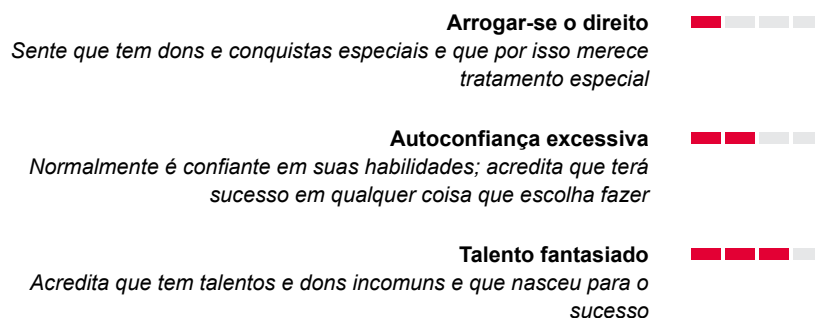 Arrogar-se o direito
Sente que tem dons e conquistas especiais e que por isso merece
tratamento especial
Autoconfiança excessiva
Normalmente é confiante em suas habilidades; acredita que terá
sucesso em qualquer coisa que escolha fazer
Talento fantasiado
Acredita que tem talentos e dons incomuns e que nasceu para o
sucesso